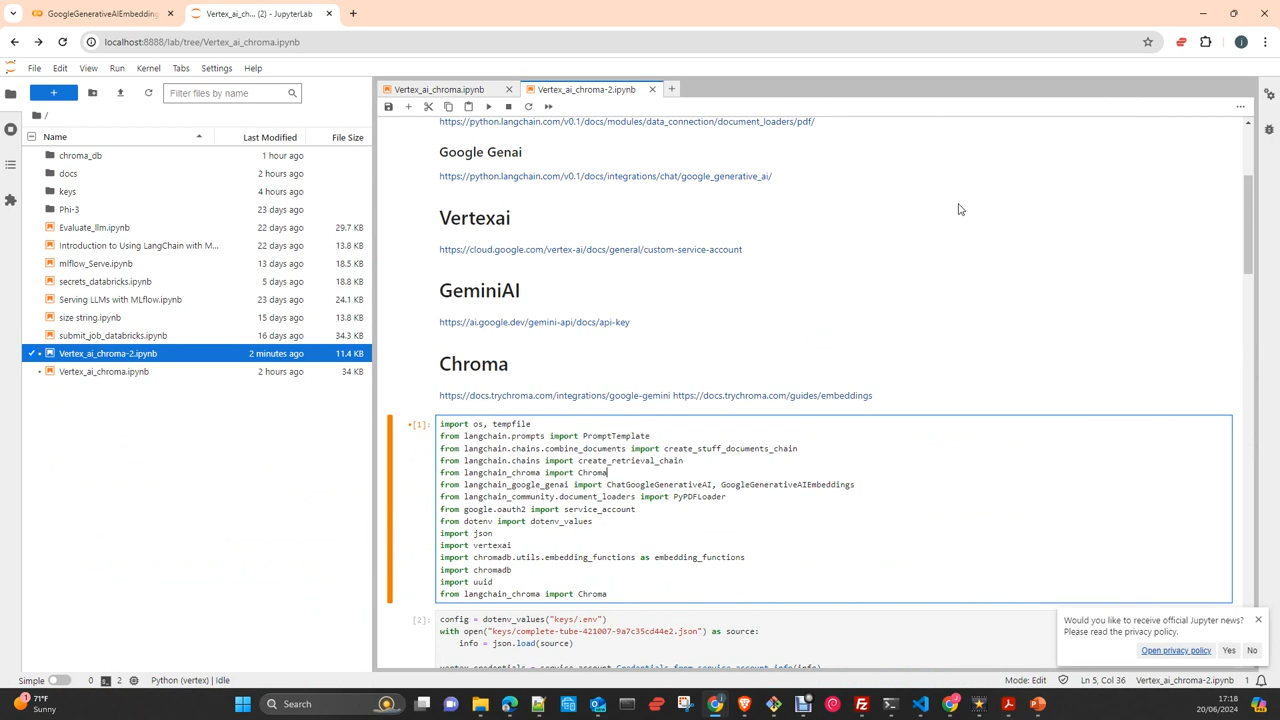 GoogleGenerativeAIEmbedding
Vertex_ai_ch... (2) - JupyterLab
localhost:8888/lab/tree/Vertex_ai_chroma.ipynb
File Edit View Run Kernel Tabs Settings Help
Filter files by name
/
Name Last Modified File Size
chroma_db 1 hour ago
docs 2 hours ago
keys 4 hours ago
Phi-3 23 days ago
Evaluate_llm.ipynb 22 days ago 29.7 KB
Introduction to Using LangChain with M... 22 days ago 13.8 KB
mlflow_Serve.ipynb 13 days ago 18.5 KB
secrets_databricks.ipynb 5 days ago 18.8 KB
Serving LLMs with MLflow.ipynb 23 days ago 24.1 KB
size string.ipynb 15 days ago 13.8 KB
submit_job_databricks.ipynb 16 days ago 34.3 KB
Vertex_ai_chroma-2.ipynb 2 minutes ago 11.4 KB
Vertex_ai_chroma.ipynb 2 hours ago 34 KB
Vertex_ai_chroma.ipynb
Vertex_ai_chroma-2.ipynb
https://python.langchain.com/v0.1/docs/modules/data_connection/document_loaders/pdf/
Google Genai
https://python.langchain.com/v0.1/docs/integrations/chat/google_generative_ai/
Vertexai
https://cloud.google.com/vertex-ai/docs/general/custom-service-account
GeminiAI
https://ai.google.dev/gemini-api/docs/api-key
Chroma
https://docs.trychroma.com/integrations/google-gemini https://docs.trychroma.com/guides/embeddings
[1]:
import os, tempfile
from langchain.prompts import PromptTemplate
from langchain.chains.combine_documents import create_stuff_documents_chain
from langchain.chains import create_retrieval_chain
from langchain_chroma import Chroma
from langchain_google_genai import ChatGoogleGenerativeAI, GoogleGenerativeAIEmbeddings
from langchain_community.document_loaders import PyPDFLoader
from google.oauth2 import service_account
from dotenv import dotenv_values
import json
import vertexai
import chromadb.utils.embedding_functions as embedding_functions
import chromadb
import uuid
from langchain_chroma import Chroma
[2]:
config = dotenv_values("keys/.env")
with open("keys/complete-tube-421007-9a7c35cd44e2.json") as source:
info = json.load(source)
vertex_credentials = service_account.Credentials.from_service_account_info(info)
Would you like to receive official Jupyter news?
Please read the privacy policy.
Open privacy policy Yes No
Simple 0 2 Python (vertex) | Idle
Mode: Edit Ln 5, Col 36 Vertex_ai_chroma-2.ipynb 1
71°F
Sunny
Search
17:18
20/06/2024